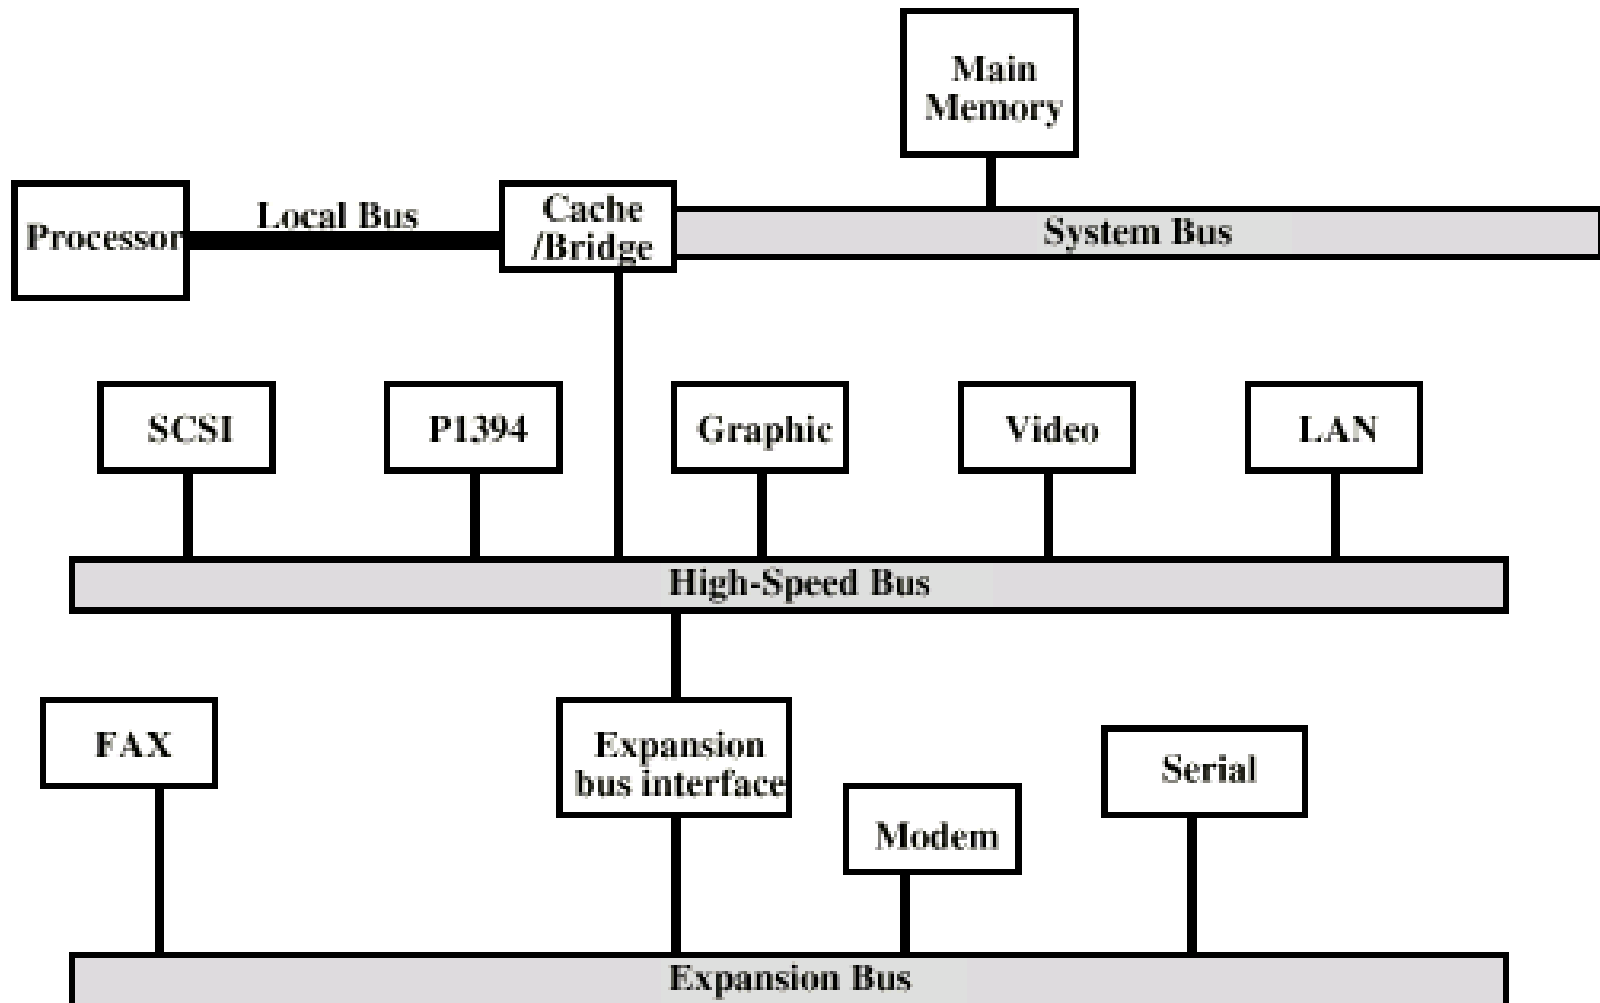 Main
Memory
Processor
Local Bus
Cache
/Bridge
System Bus
SCSI
P1394
Graphic
Video
LAN
High-Speed Bus
FAX
Expansion
bus interface
Modem
Serial
Expansion Bus